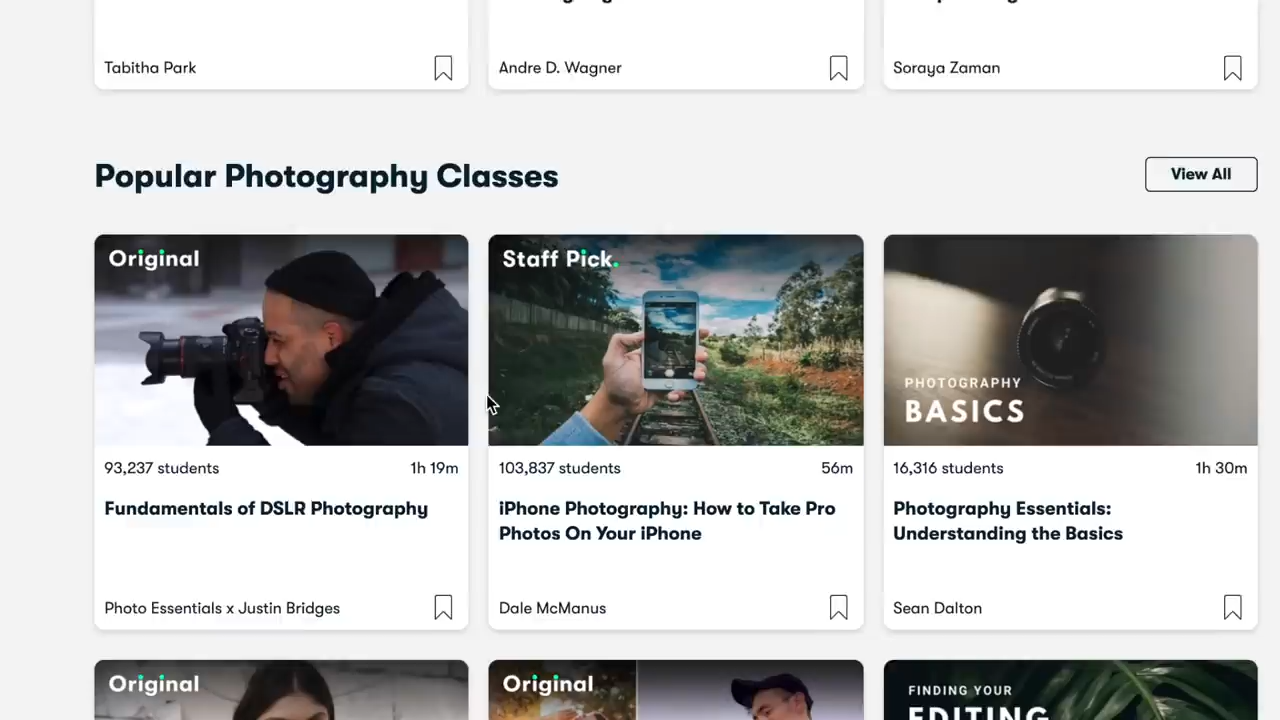 Tabitha Park
Andre D. Wagner
Soraya Zaman
Popular Photography Classes
View All
Original
93,237 students
1h 19m
Fundamentals of DSLR Photography
Photo Essentials x Justin Bridges
Staff Pick.
103,837 students
56m
iPhone Photography: How to Take Pro
Photos On Your iPhone
Dale McManus
PHOTOGRAPHY
BASICS
16,316 students
1h 30m
Photography Essentials:
Understanding the Basics
Sean Dalton
Original
Original
FINDING YOUR
EDITING